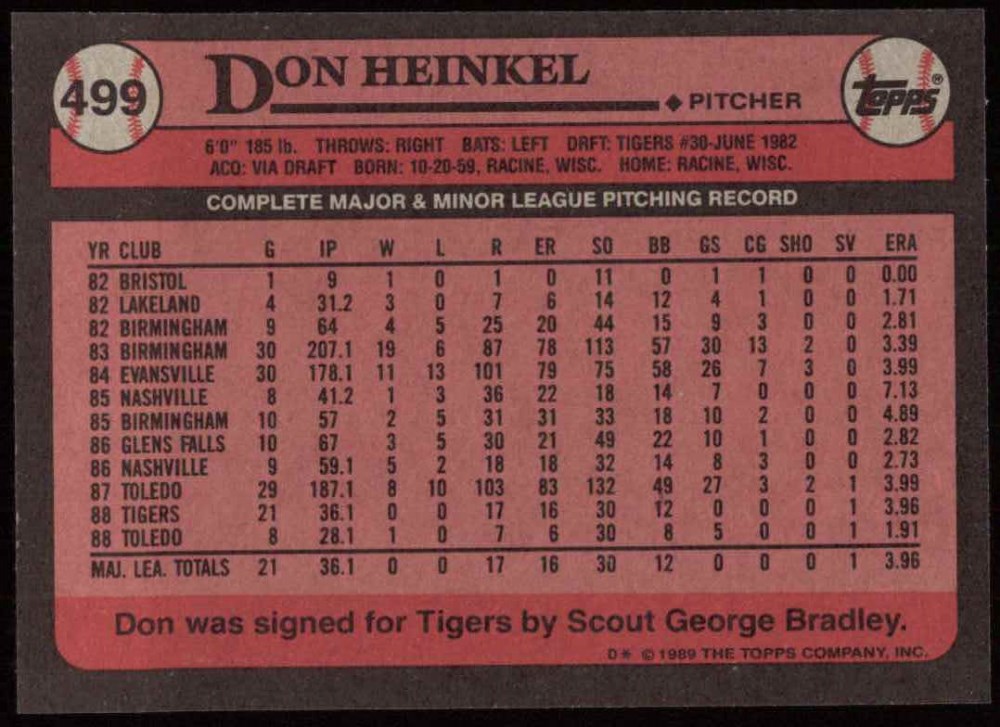 499
DON HEINKEL
TOPPS®
◆ PITCHER
6'0" 185 lb. THROWS: RIGHT BATS: LEFT DRFT: TIGERS #30-JUNE 1982
ACQ: VIA DRAFT BORN: 10-20-59, RACINE, WISC. HOME: RACINE, WISC.
COMPLETE MAJOR & MINOR LEAGUE PITCHING RECORD
YR CLUB G IP W L R ER SO BB GS CG SHO SV ERA
82 BRISTOL 1 9 1 0 1 0 11 0 1 1 0 0 0.00
82 LAKELAND 4 31.2 3 0 7 6 14 12 4 1 0 0 1.71
82 BIRMINGHAM 9 64 4 5 25 20 44 15 9 3 0 0 2.81
83 BIRMINGHAM 30 207.1 19 6 87 78 113 57 30 13 2 0 3.39
84 EVANSVILLE 30 178.1 11 13 101 79 75 58 26 7 3 0 3.99
85 NASHVILLE 8 41.2 1 3 36 22 18 14 7 0 0 0 7.13
85 BIRMINGHAM 10 57 2 5 31 31 33 18 10 2 0 0 4.89
86 GLENS FALLS 10 67 3 5 30 21 49 22 10 1 0 0 2.82
86 NASHVILLE 9 59.1 5 2 18 18 32 14 8 3 0 0 2.73
87 TOLEDO 29 187.1 8 10 103 83 132 49 27 3 2 1 3.99
88 TIGERS 21 36.1 0 0 17 16 30 12 0 0 0 1 3.96
88 TOLEDO 8 28.1 1 0 7 6 30 8 5 0 0 1 1.91
MAJ. LEA. TOTALS 21 36.1 0 0 17 16 30 12 0 0 0 1 3.96
Don was signed for Tigers by Scout George Bradley.
D* © 1989 THE TOPPS COMPANY, INC.